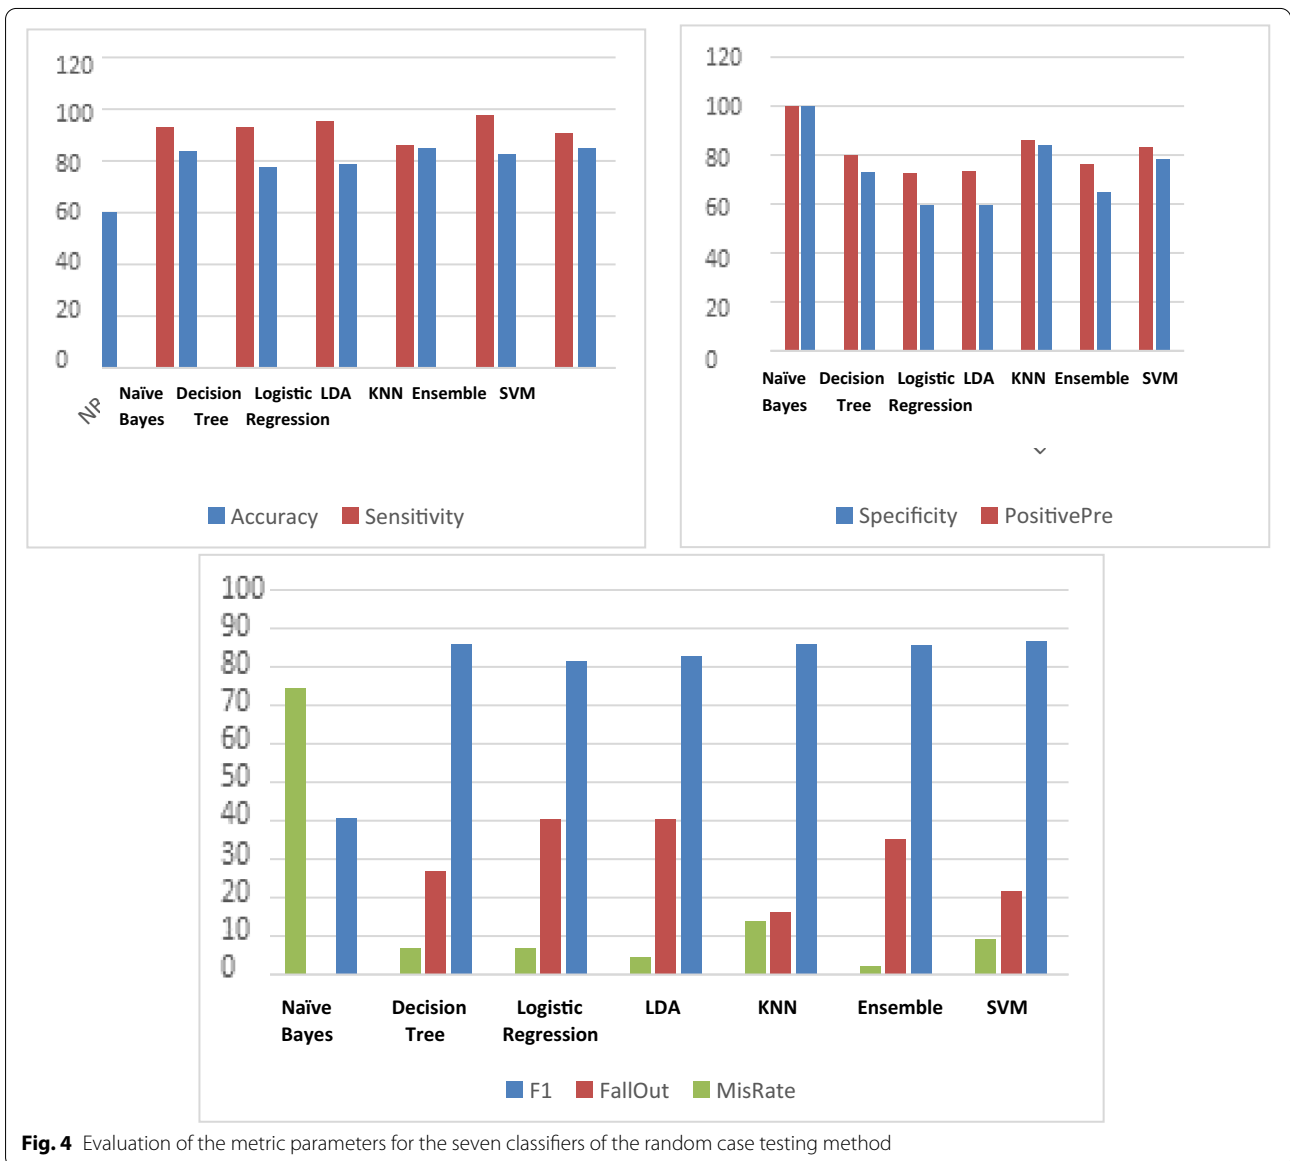 120
100
80
60
40
20
0
NP
Naïve Decision Logistic LDA KNN Ensemble SVM
Bayes Tree Regression
Accuracy Sensitivity
120
100
80
60
40
20
0
Naïve Decision Logistic LDA KNN Ensemble SVM
Bayes Tree Regression
Specificity PositivePre
100
90
80
70
60
50
40
30
20
10
0
Naïve Decision Logistic LDA KNN Ensemble SVM
Bayes Tree Regression
F1 FallOut MisRate
Fig. 4 Evaluation of the metric parameters for the seven classifiers of the random case testing method